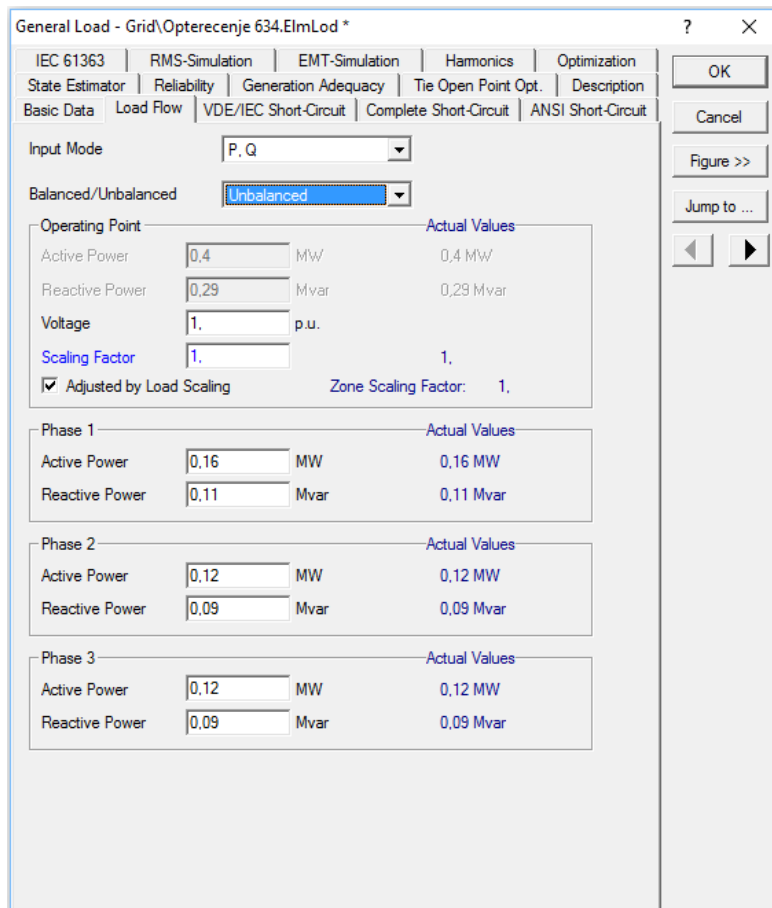 General Load - Grid\Opterecenje 634.ElmLod *
?
IEC 61363 RMS-Simulation EMT-Simulation Harmonics Optimization
OK
State Estimator Reliability Generation Adequacy Tie Open Point Opt. Description
Basic Data Load Flow VDE/IEC Short-Circuit Complete Short-Circuit ANSI Short-Circuit
Cancel
Input Mode P, Q
Figure >>
Balanced/Unbalanced Unbalanced
Jump to ...
Operating Point Actual Values
Active Power 0,4 MW 0,4 MW
Reactive Power 0,29 Mvar 0,29 Mvar
Voltage 1, p.u.
Scaling Factor 1, 1,
Adjusted by Load Scaling Zone Scaling Factor: 1,
Phase 1 Actual Values
Active Power 0,16 MW 0,16 MW
Reactive Power 0,11 Mvar 0,11 Mvar
Phase 2 Actual Values
Active Power 0,12 MW 0,12 MW
Reactive Power 0,09 Mvar 0,09 Mvar
Phase 3 Actual Values
Active Power 0,12 MW 0,12 MW
Reactive Power 0,09 Mvar 0,09 Mvar